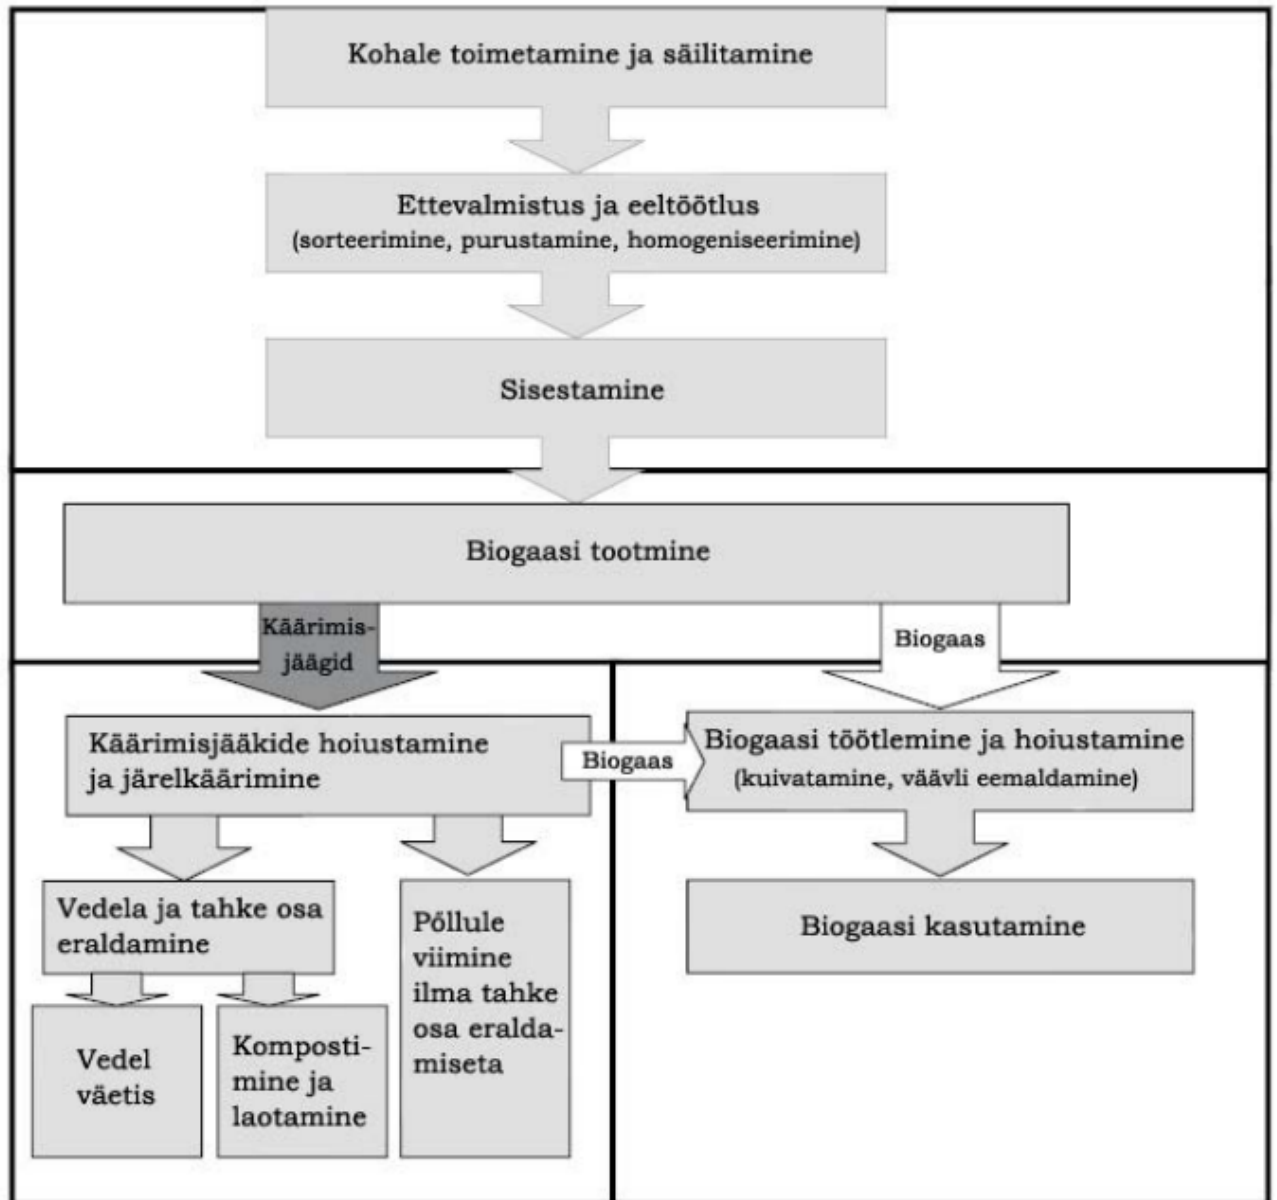 Kohale toimetamine ja säilitamine
Ettevalmistus ja eeltöötlus
(sorteerimine, purustamine, homogeniseerimine)
Sisestamine
Biogaasi tootmine
Käärimis-
jäägid
Biogaas
Käärimisjääkide hoiustamine
ja järelkäärimine
Biogaas
Biogaasi töötlemine ja hoiustamine
(kuivatamine, väävli eemaldamine)
Vedela ja tahke osa
eraldamine
Põllule
viimine
ilma tahke
osa eralda-
miseta
Biogaasi kasutamine
Vedel
väetis
Komposti-
mine ja
laotamine